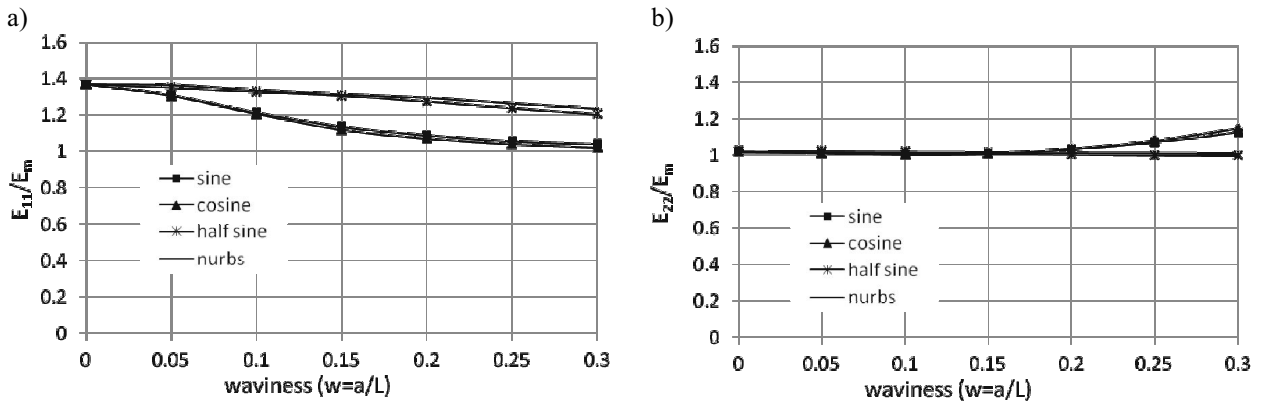 a)
1.6
1.4
1.2
1
0.8
0.6
0.4
0.2
0
E11/Em
sine
cosine
half sine
nurbs
0 0.05 0.1 0.15 0.2 0.25 0.3
waviness (w=a/L)
b)
1.6
1.4
1.2
1
0.8
0.6
0.4
0.2
0
E22/Em
sine
cosine
half sine
nurbs
0 0.05 0.1 0.15 0.2 0.25 0.3
waviness (w=a/L)